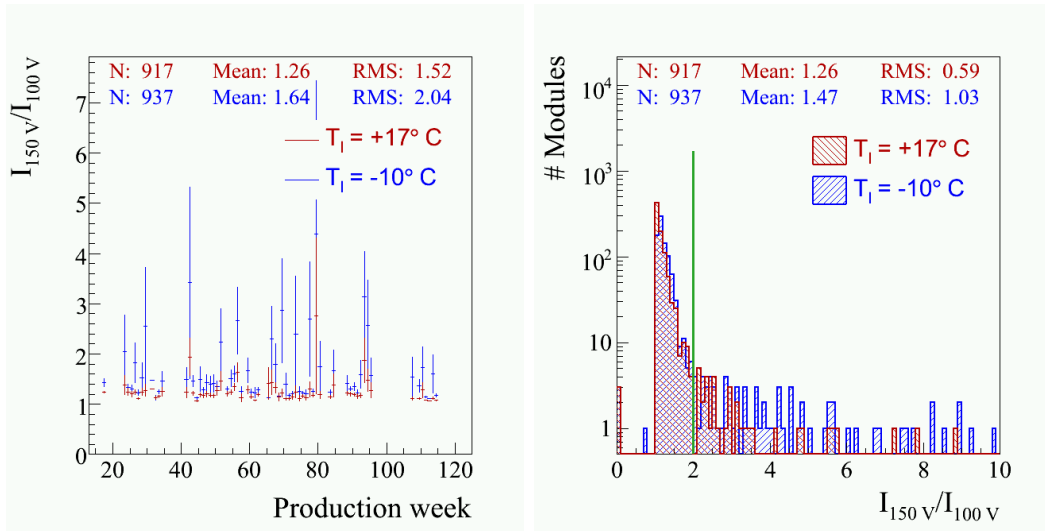 N: 917 Mean: 1.26 RMS: 1.52
N: 937 Mean: 1.64 RMS: 2.04
T_I = +17° C
T_I = -10° C
I_150 V/I_100 V
7
6
5
4
3
2
1
0
20 40 60 80 100 120
Production week
N: 917 Mean: 1.26 RMS: 0.59
N: 937 Mean: 1.47 RMS: 1.03
T_I = +17° C
T_I = -10° C
# Modules
10^4
10^3
10^2
10
1
0 2 4 6 8 10
I_150 V/I_100 V